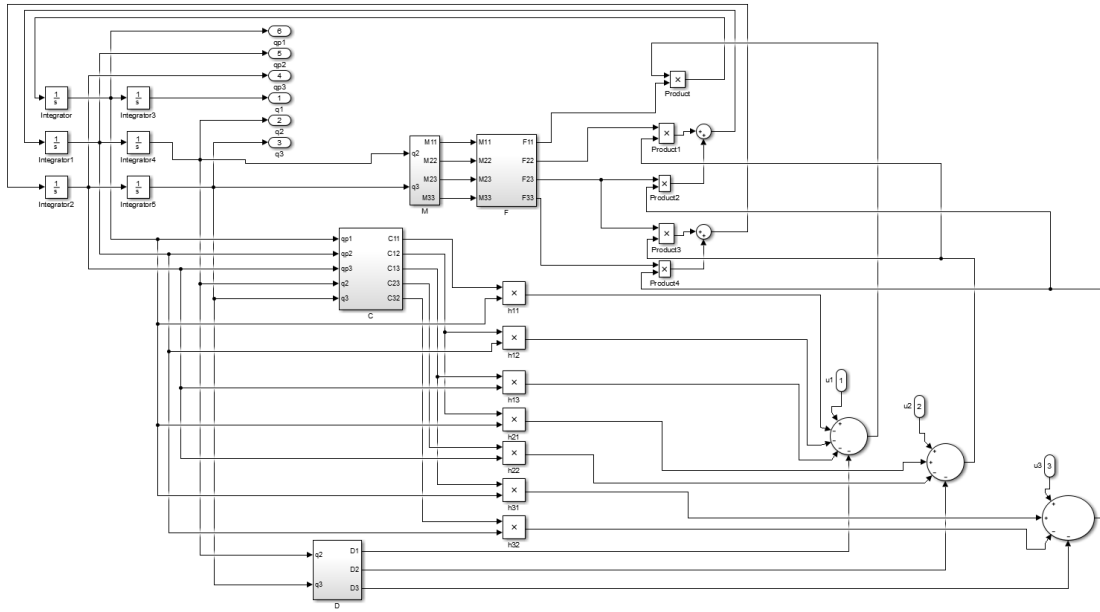 6
qp1
5
qp2
4
qp3
1
q1
2
q2
3
q3
1
s
Integrator
1
s
Integrator3
1
s
Integrator1
1
s
Integrator4
1
s
Integrator2
1
s
Integrator5
q2
q3
M11
M22
M23
M33
M
M11
M22
M23
M33
F11
F22
F23
F33
F
×
Product
×
Product1
+
+
×
Product2
×
Product3
+
+
×
Product4
qp1
qp2
qp3
q2
q3
C11
C12
C13
C23
C32
C
×
h11
×
h12
×
h13
×
h21
×
h22
×
h31
×
h32
u1
1
+
−
−
−
−
u2
2
+
+
−
−
u3
3
+
+
−
−
q2
q3
D1
D2
D3
D